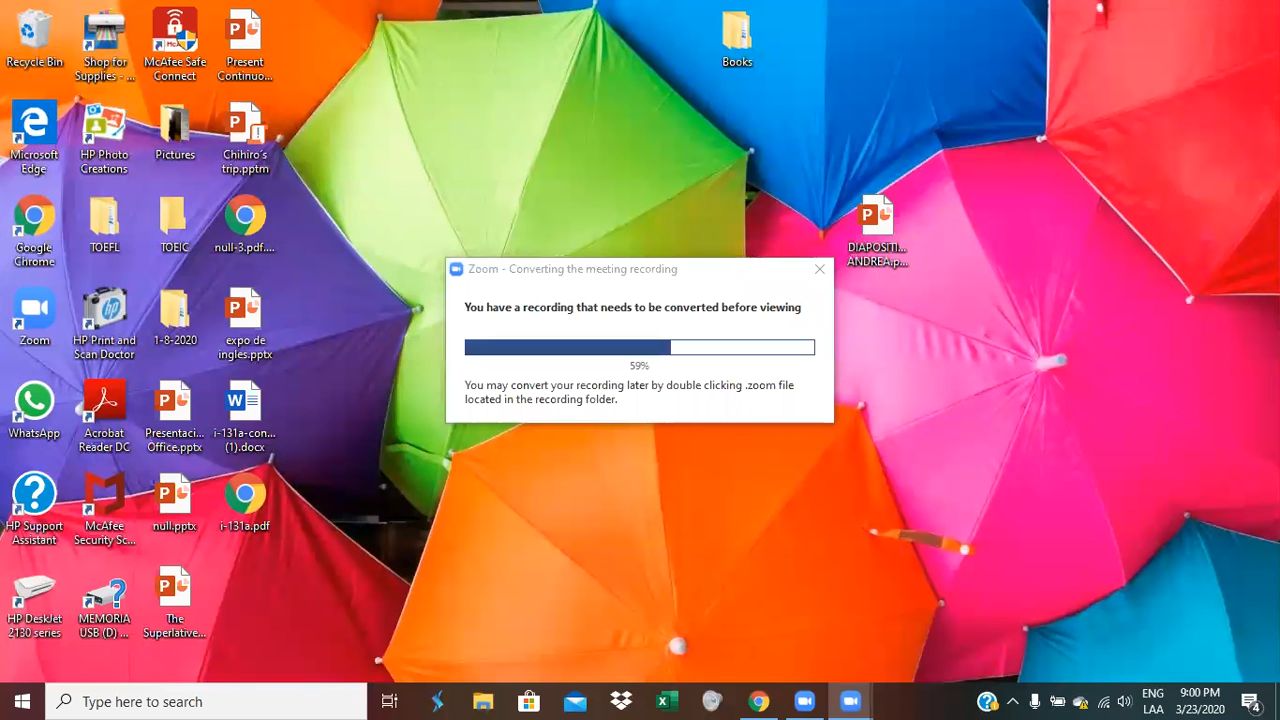 Recycle Bin
Shop for
Supplies - ...
McAfee Safe
Connect
Present
Continuo...
Books
Microsoft
Edge
HP Photo
Creations
Pictures
Chihiro's
trip.pptm
Google
Chrome
TOEFL
TOEIC
null-3.pdf....
DIAPOSITI...
ANDREA.p...
Zoom - Converting the meeting recording
You have a recording that needs to be converted before viewing
59%
You may convert your recording later by double clicking .zoom file
located in the recording folder.
Zoom
HP Print and
Scan Doctor
1-8-2020
expo de
ingles.pptx
WhatsApp
Acrobat
Reader DC
Presentaci...
Office.pptx
i-131a-con...
(1).docx
HP Support
Assistant
McAfee
Security Sc...
null.pptx
i-131a.pdf
HP DeskJet
2130 series
MEMORIA
USB (D) ...
The
Superlative...
Type here to search
ENG
LAA
9:00 PM
3/23/2020
4